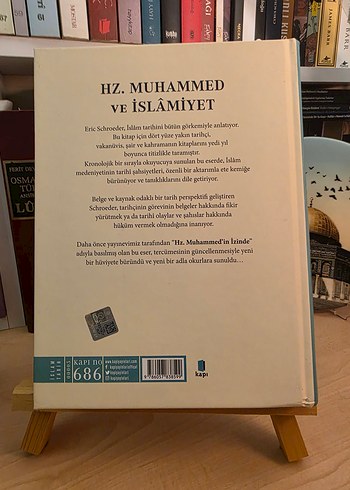 HZ. MUHAMMED
VE İSLÂMİYET
Eric Schroeder, İslâm tarihini bütün görkemiyle anlatıyor.
Bu kitap için dört yüze yakın tarihçi,
vakanüvis, şair ve kahramanın kitaplarını yedi yıl
boyunca titizlikle taramıştır.
Kronolojik bir sırayla okuyucuya sunulan bu eserde, İslâm
medeniyetinin tarihî şahsiyetleri, özenli bir aktarımla ete kemiğe
bürünüyor ve tanıklıklarını dile getiriyor.
Belge ve kaynak odaklı bir tarih perspektifi geliştiren
Schroeder, tarihçinin görevinin belgeler hakkında fikir
yürütmek ya da tarihî olaylar ve şahıslar hakkında
hüküm vermek olmadığına inanıyor.
Daha önce yayınevimiz tarafından "Hz. Muhammed'in İzinde"
adıyla basılmış olan bu eser, tercümesinin güncellenmesiyle yeni
bir hüviyete büründü ve yeni bir adla okurlara sunuldu...
KAPI NO
686
kapı